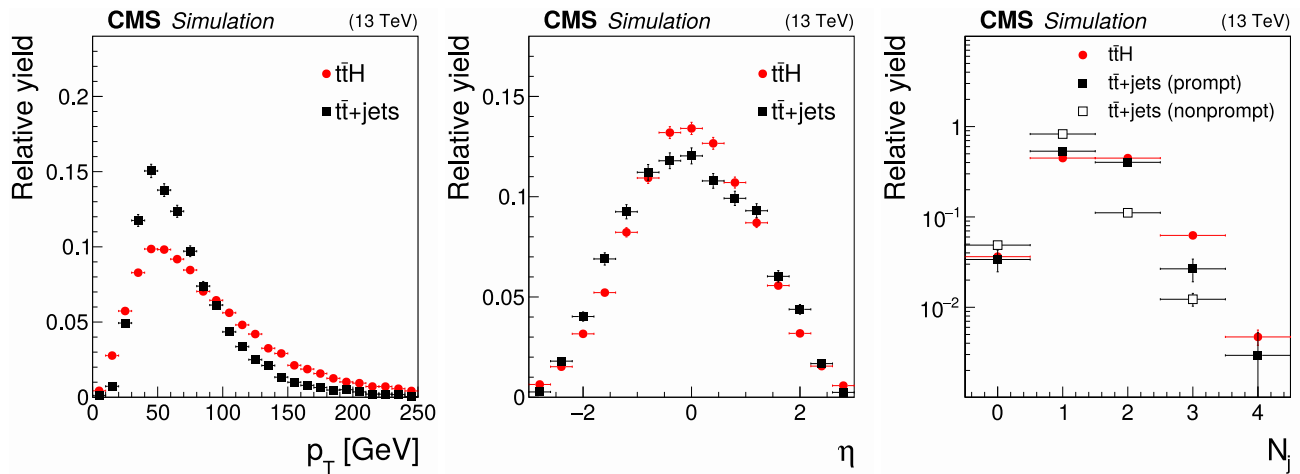 CMS Simulation (13 TeV)
Relative yield
0.2
0.15
0.1
0.05
0
tt̄H
tt̄+jets
0 50 100 150 200 250
p_T [GeV]
CMS Simulation (13 TeV)
Relative yield
0.15
0.1
0.05
0
tt̄H
tt̄+jets
−2 0 2
η
CMS Simulation (13 TeV)
Relative yield
1
10⁻¹
10⁻²
tt̄H
tt̄+jets (prompt)
tt̄+jets (nonprompt)
0 1 2 3 4
N_j